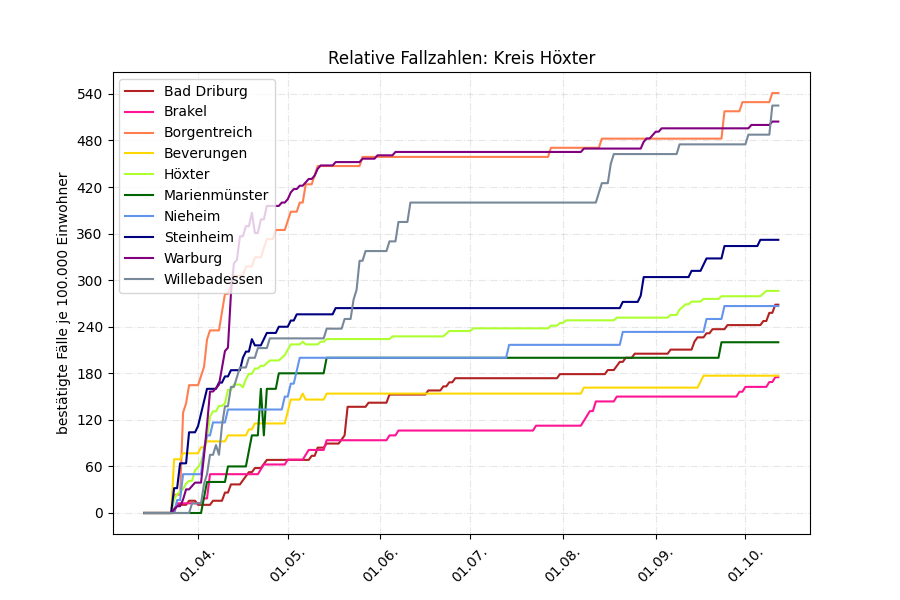 Relative Fallzahlen: Kreis Höxter
bestätigte Fälle je 100.000 Einwohner
540
480
420
360
300
240
180
120
60
0
Bad Driburg
Brakel
Borgentreich
Beverungen
Höxter
Marienmünster
Nieheim
Steinheim
Warburg
Willebadessen
01.04.
01.05.
01.06.
01.07.
01.08.
01.09.
01.10.